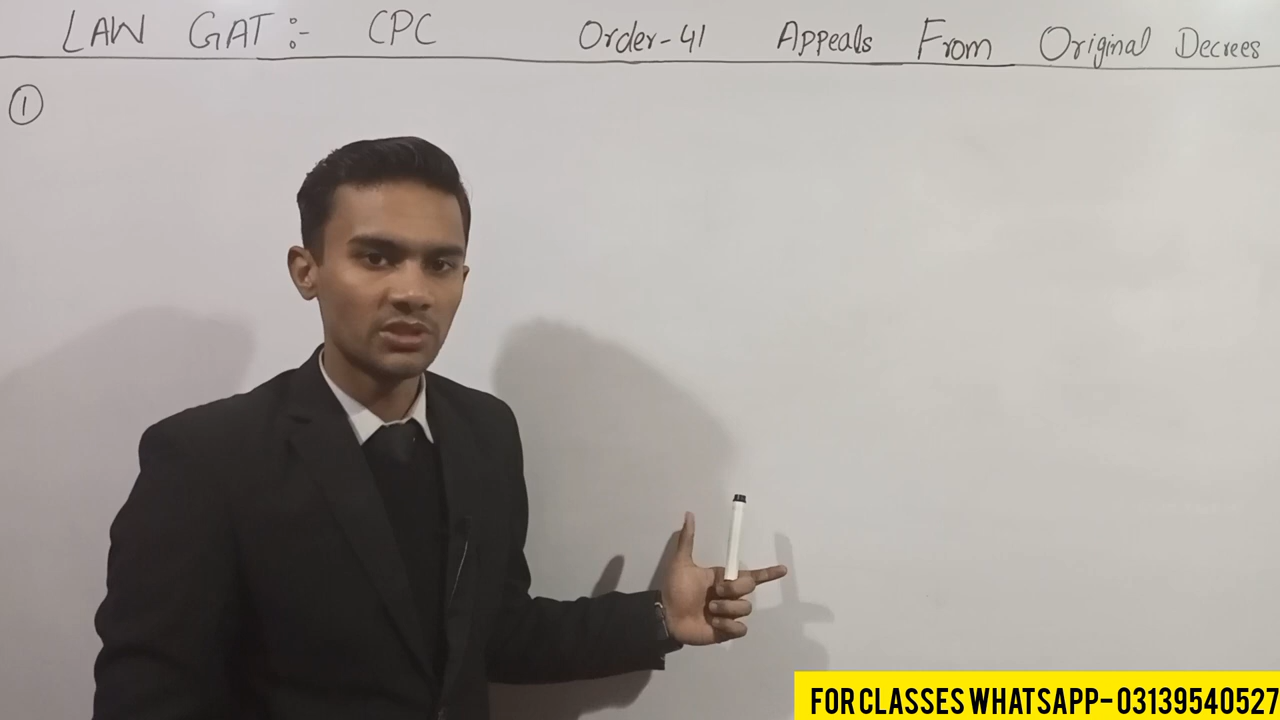 LAW GAT :- CPC Order-41 Appeals From Original Decrees
①
FOR CLASSES WHATSAPP-03139540527